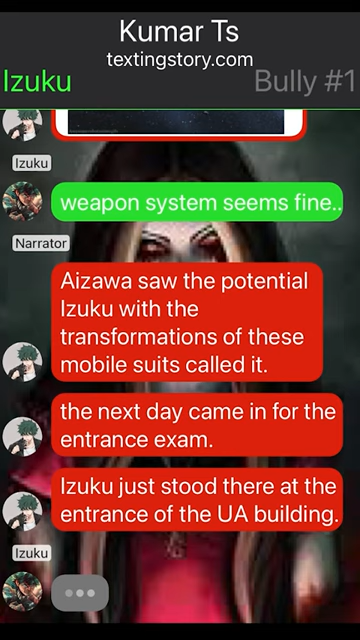 Kumar Ts
textingstory.com
Izuku
Bully #1
Izuku
weapon system seems fine..
Narrator
Aizawa saw the potential
Izuku with the
transformations of these
mobile suits called it.
the next day came in for the
entrance exam.
Izuku just stood there at the
entrance of the UA building.
Izuku